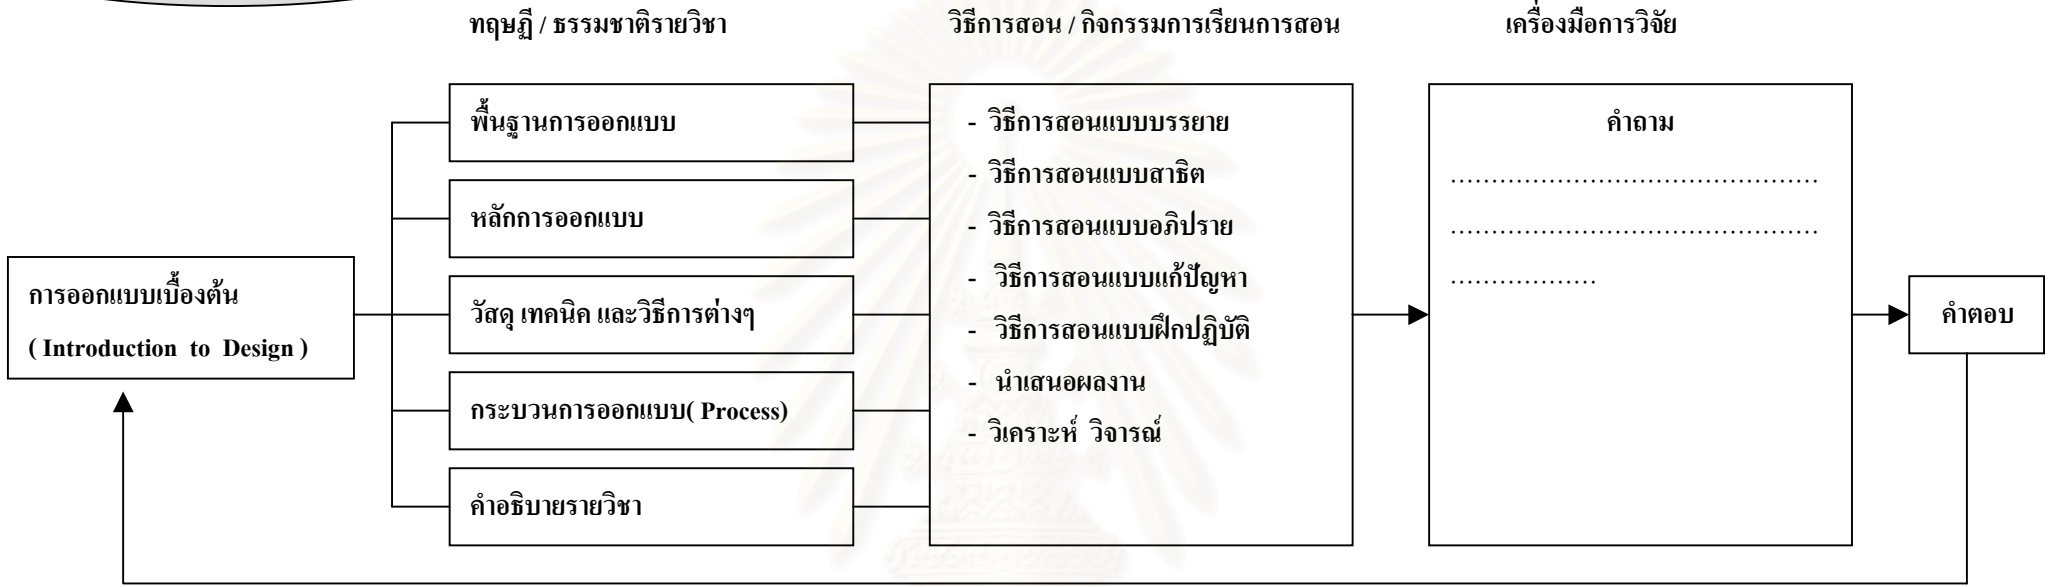 ทฤษฎี / ธรรมชาติรายวิชา
วิธีการสอน / กิจกรรมการเรียนการสอน
เครื่องมือการวิจัย
การออกแบบเบื้องต้น
( Introduction to Design )
พื้นฐานการออกแบบ
หลักการออกแบบ
วัสดุ เทคนิค และวิธีการต่างๆ
กระบวนการออกแบบ( Process)
คำอธิบายรายวิชา
- วิธีการสอนแบบบรรยาย
- วิธีการสอนแบบสาธิต
- วิธีการสอนแบบอภิปราย
- วิธีการสอนแบบแก้ปัญหา
- วิธีการสอนแบบฝึกปฏิบัติ
- นำเสนอผลงาน
- วิเคราะห์ วิจารณ์
คำถาม
.............................................
.............................................
..................
คำตอบ